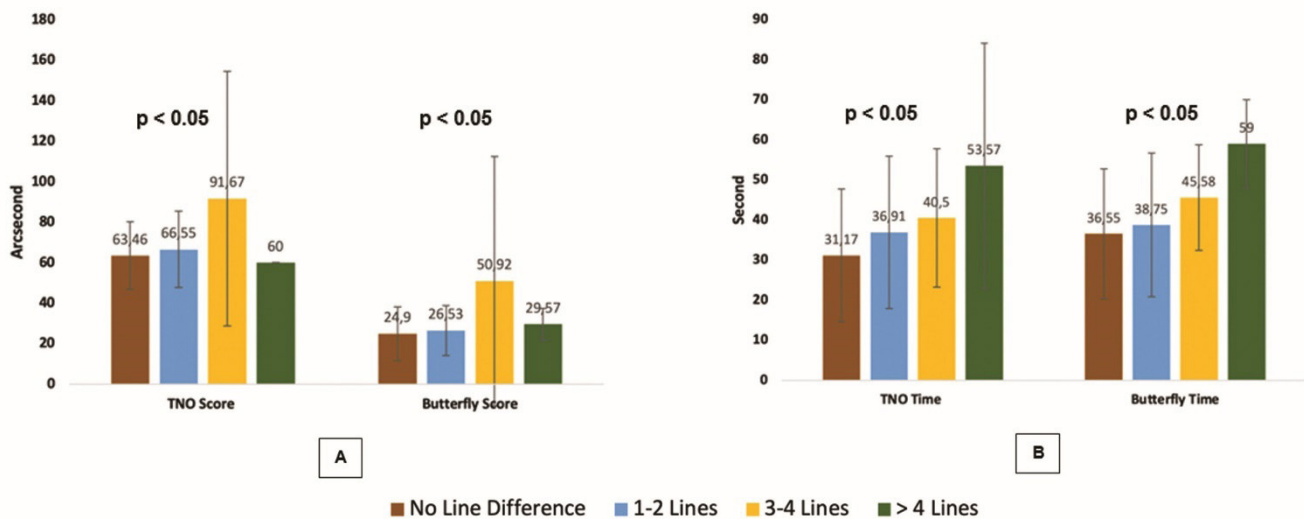 180
160
140
120
100
80
60
40
20
0
Arcsecond
p < 0.05
p < 0.05
63,46
66,55
91,67
60
24,9
26,53
50,92
29,57
TNO Score
Butterfly Score
A
90
80
70
60
50
40
30
20
10
0
Second
p < 0.05
p < 0.05
31,17
36,91
40,5
53,57
36,55
38,75
45,58
59
TNO Time
Butterfly Time
B
No Line Difference 1-2 Lines 3-4 Lines > 4 Lines